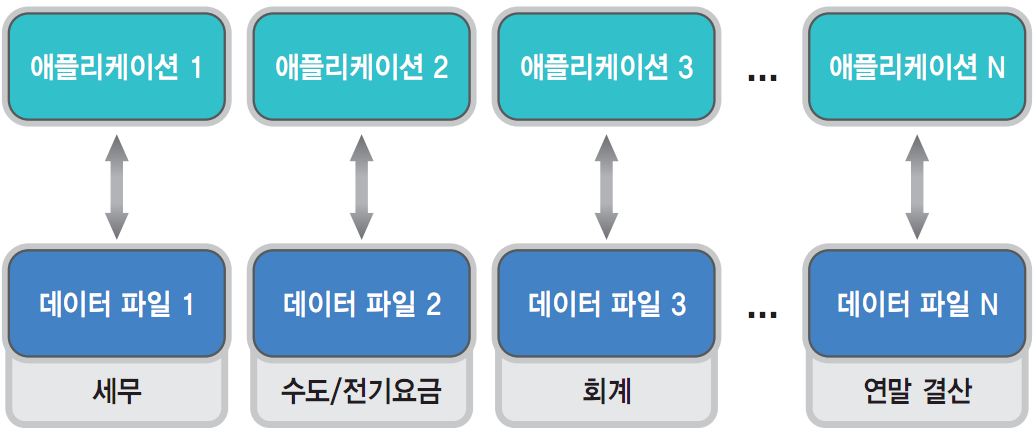 애플리케이션 1 애플리케이션 2 애플리케이션 3 ... 애플리케이션 N
데이터 파일 1 데이터 파일 2 데이터 파일 3 ... 데이터 파일 N
세무 수도/전기요금 회계 연말 결산